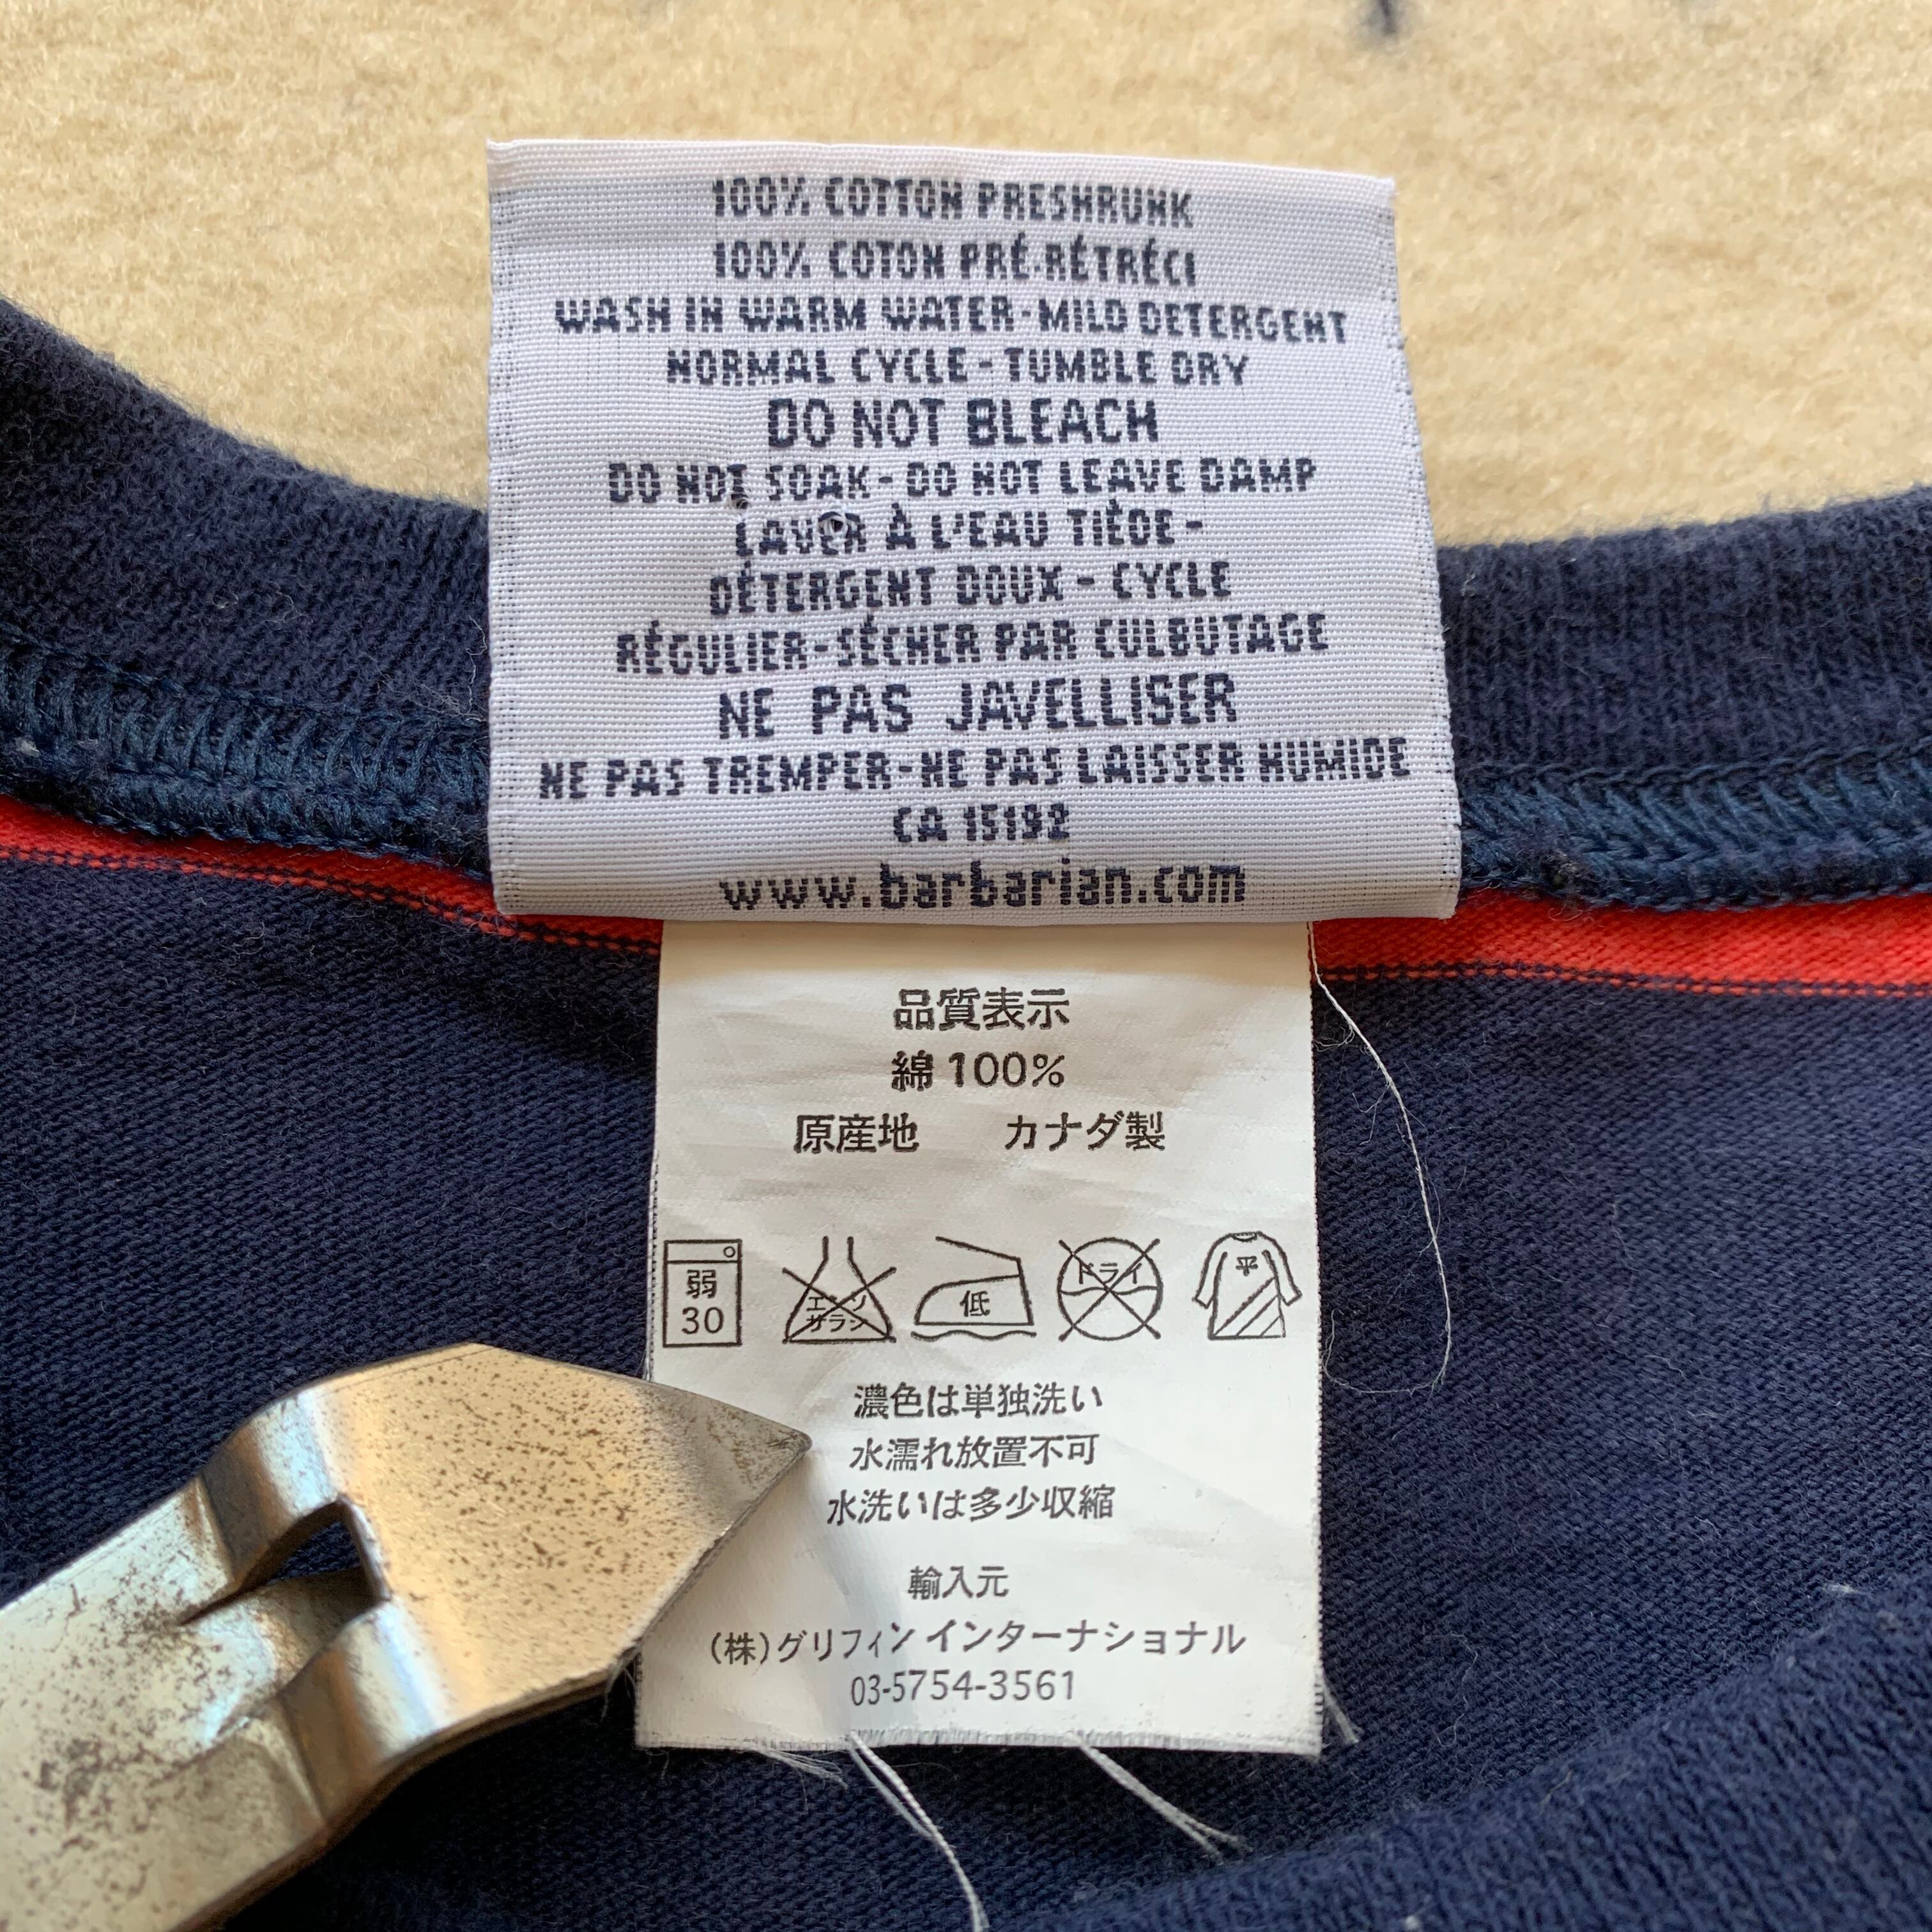 100% COTTON PRESHRUNK
100% COTON PRÉ-RÉTRÉCI
WASH IN WARM WATER-MILD DETERGENT
NORMAL CYCLE-TUMBLE DRY
DO NOT BLEACH
DO NOT SOAK-DO NOT LEAVE DAMP
LAVER À L'EAU TIÈDE-
DÉTERGENT DOUX-CYCLE
RÉGULIER-SÉCHER PAR CULBUTAGE
NE PAS JAVELLISER
NE PAS TREMPER-NE PAS LAISSER HUMIDE
CA 15192
www.barbarian.com
品質表示
綿100%
原産地 カナダ製
弱
30
エンソ
サラシ
低
ドライ
平
濃色は単独洗い
水濡れ放置不可
水洗いは多少収縮
輸入元
(株)グリフィンインターナショナル
03-5754-3561